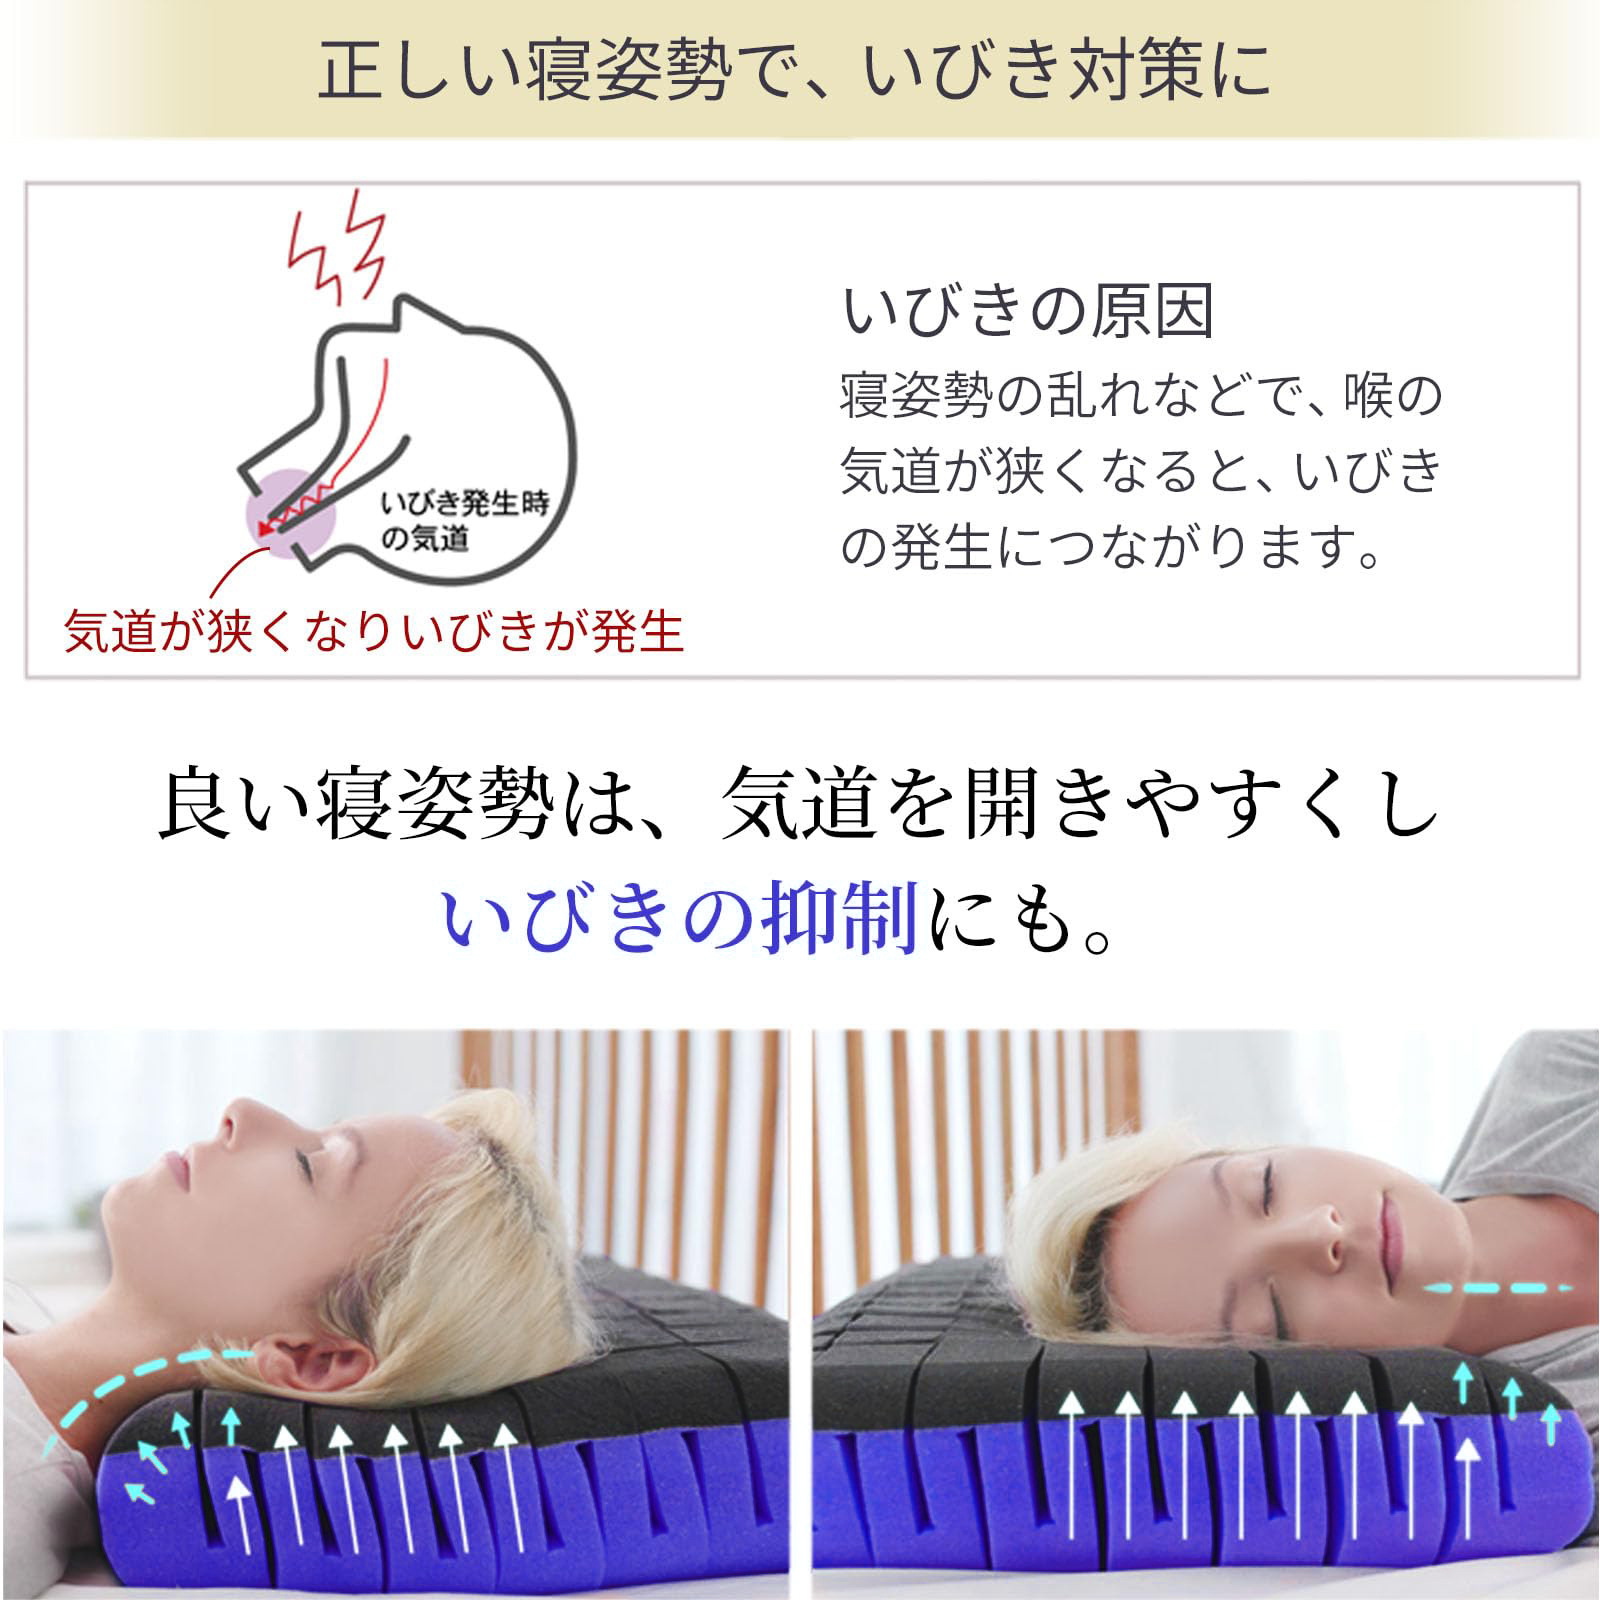 正しい寝姿勢で、いびき対策に
いびき発生時
の気道
気道が狭くなりいびきが発生
いびきの原因
寝姿勢の乱れなどで、喉の
気道が狭くなると、いびき
の発生につながります。
良い寝姿勢は、気道を開きやすくし
いびきの抑制にも。